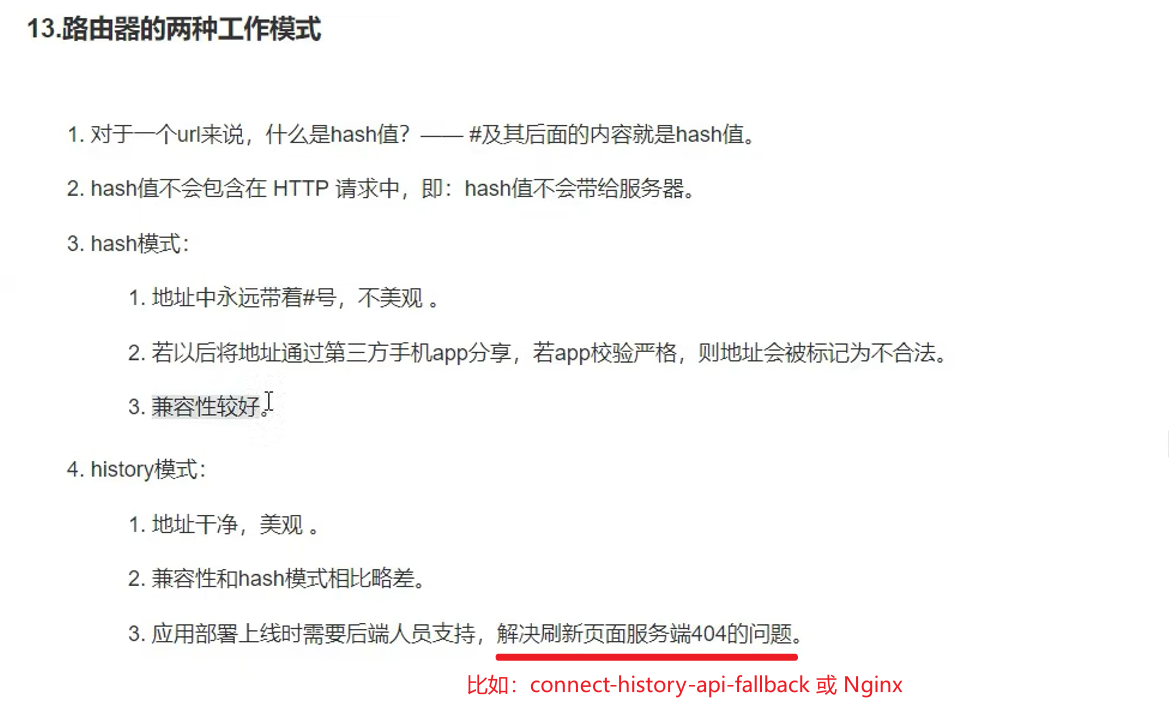 13.路由器的两种工作模式
1. 对于一个url来说，什么是hash值？—— #及其后面的内容就是hash值。
2. hash值不会包含在 HTTP 请求中，即：hash值不会带给服务器。
3. hash模式：
1. 地址中永远带着#号，不美观 。
2. 若以后将地址通过第三方手机app分享，若app校验严格，则地址会被标记为不合法。
3. 兼容性较好。
4. history模式：
1. 地址干净，美观 。
2. 兼容性和hash模式相比略差。
3. 应用部署上线时需要后端人员支持，解决刷新页面服务端404的问题。
比如：connect-history-api-fallback 或 Nginx